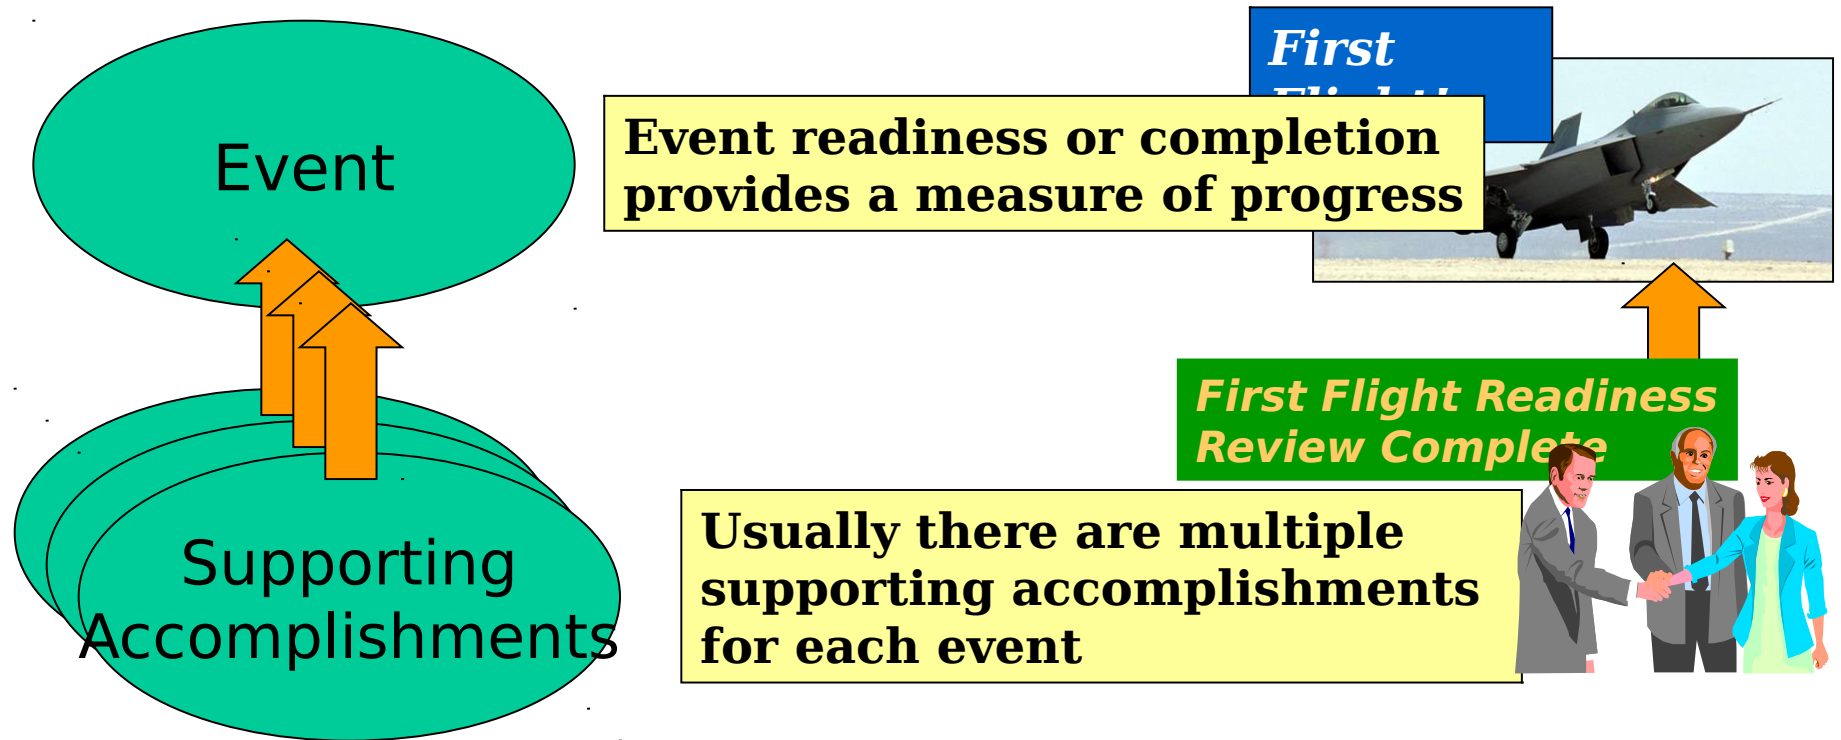 First
Event
Event readiness or completion
provides a measure of progress
First Flight Readiness
Review Complete
Supporting
Accomplishments
Usually there are multiple
supporting accomplishments
for each event